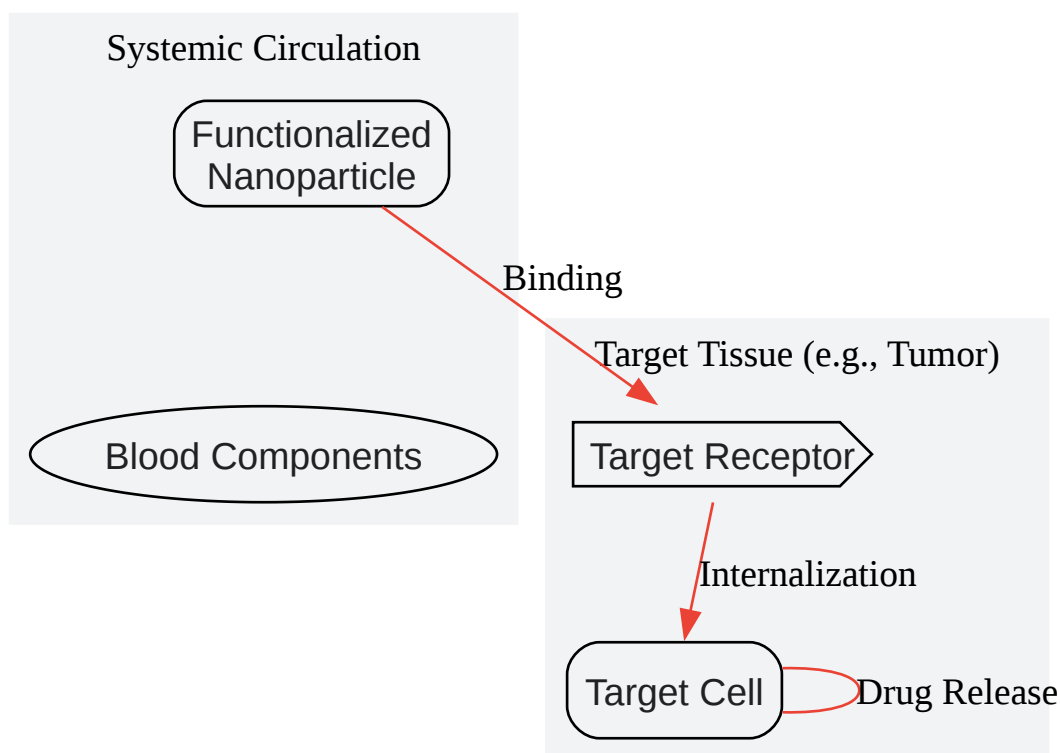 Systemic Circulation
Functionalized
Nanoparticle
Binding
Target Tissue (e.g., Tumor)
Blood Components
Target Receptor
Internalization
Target Cell
Drug Release